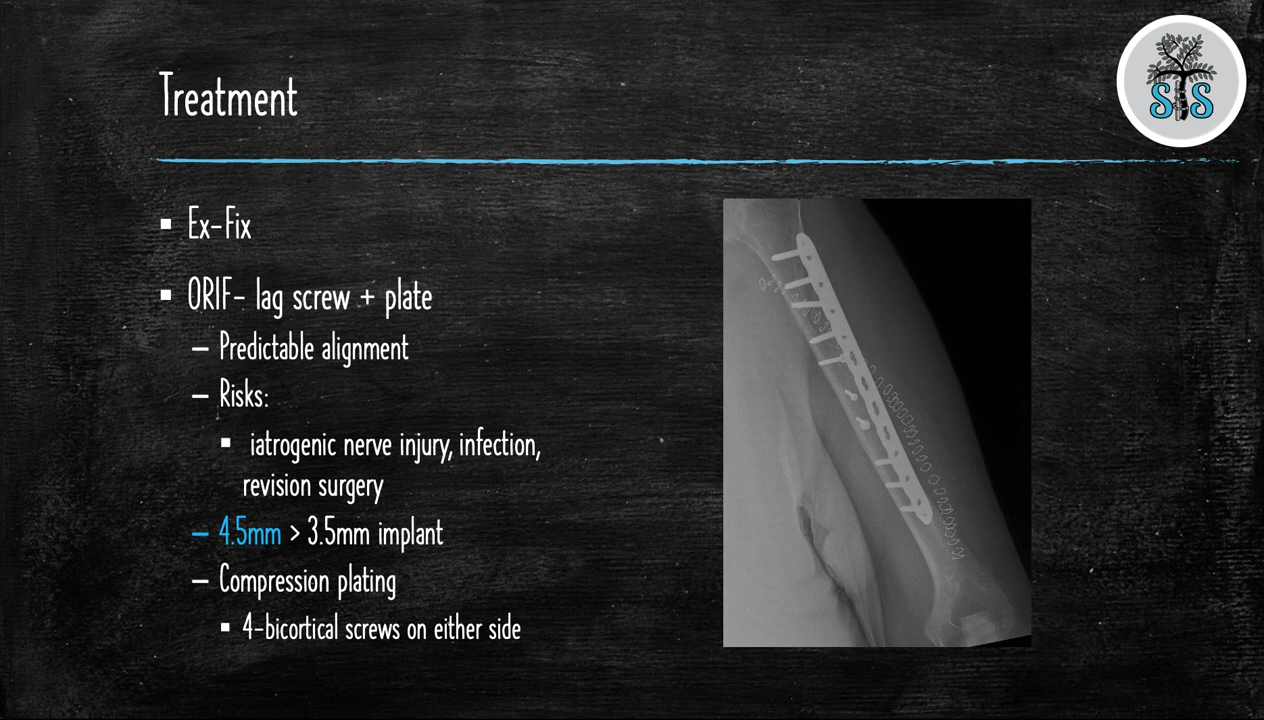 Treatment
STS
▪ Ex-Fix
▪ ORIF- lag screw + plate
– Predictable alignment
– Risks:
▪ iatrogenic nerve injury, infection,
revision surgery
– 4.5mm > 3.5mm implant
– Compression plating
▪ 4-bicortical screws on either side